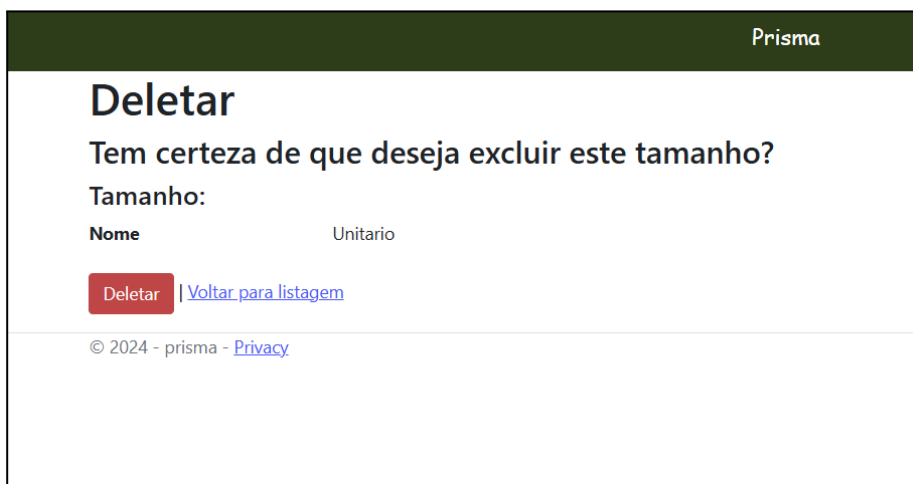 Prisma
Deletar
Tem certeza de que deseja excluir este tamanho?
Tamanho:
Nome Unitario
Deletar | Voltar para listagem
© 2024 - prisma - Privacy